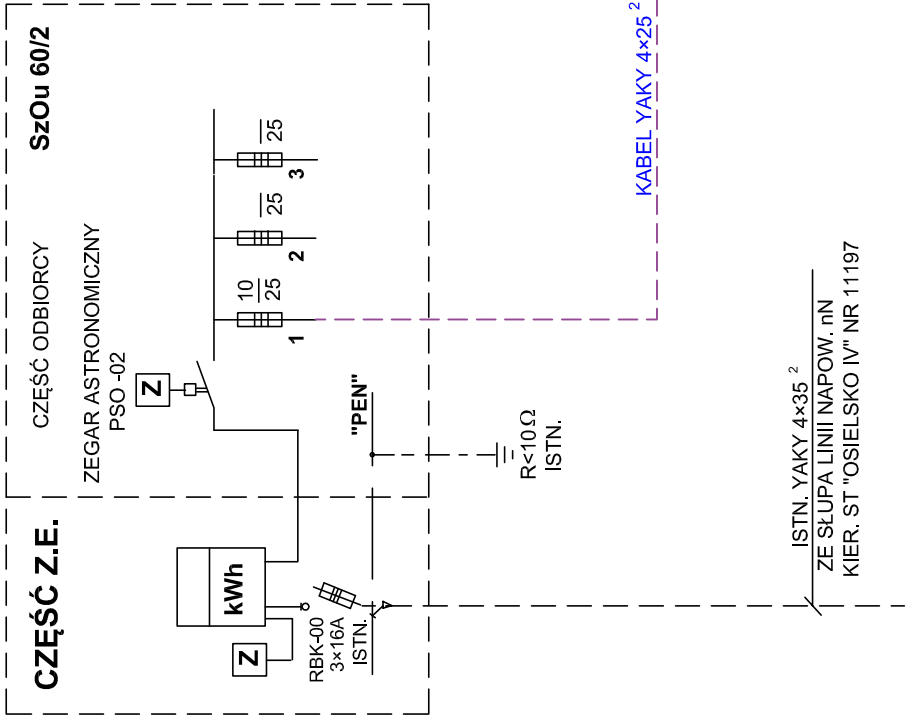 SzOu 60/2
CZĘŚĆ ODBIORCY
ZEGAR ASTRONOMICZNY
PSO -02
Z
10
25
25
25
1
2
3
"PEN"
R<10Ω
ISTN.
CZĘŚĆ Z.E.
kWh
Z
RBK-00
3×16A
ISTN.
KABEL YAKY 4×25 ²
ISTN. YAKY 4×35 ²
ZE SŁUPA LINII NAPOW. nN
KIER. ST "OSIELSKO IV" NR 11197